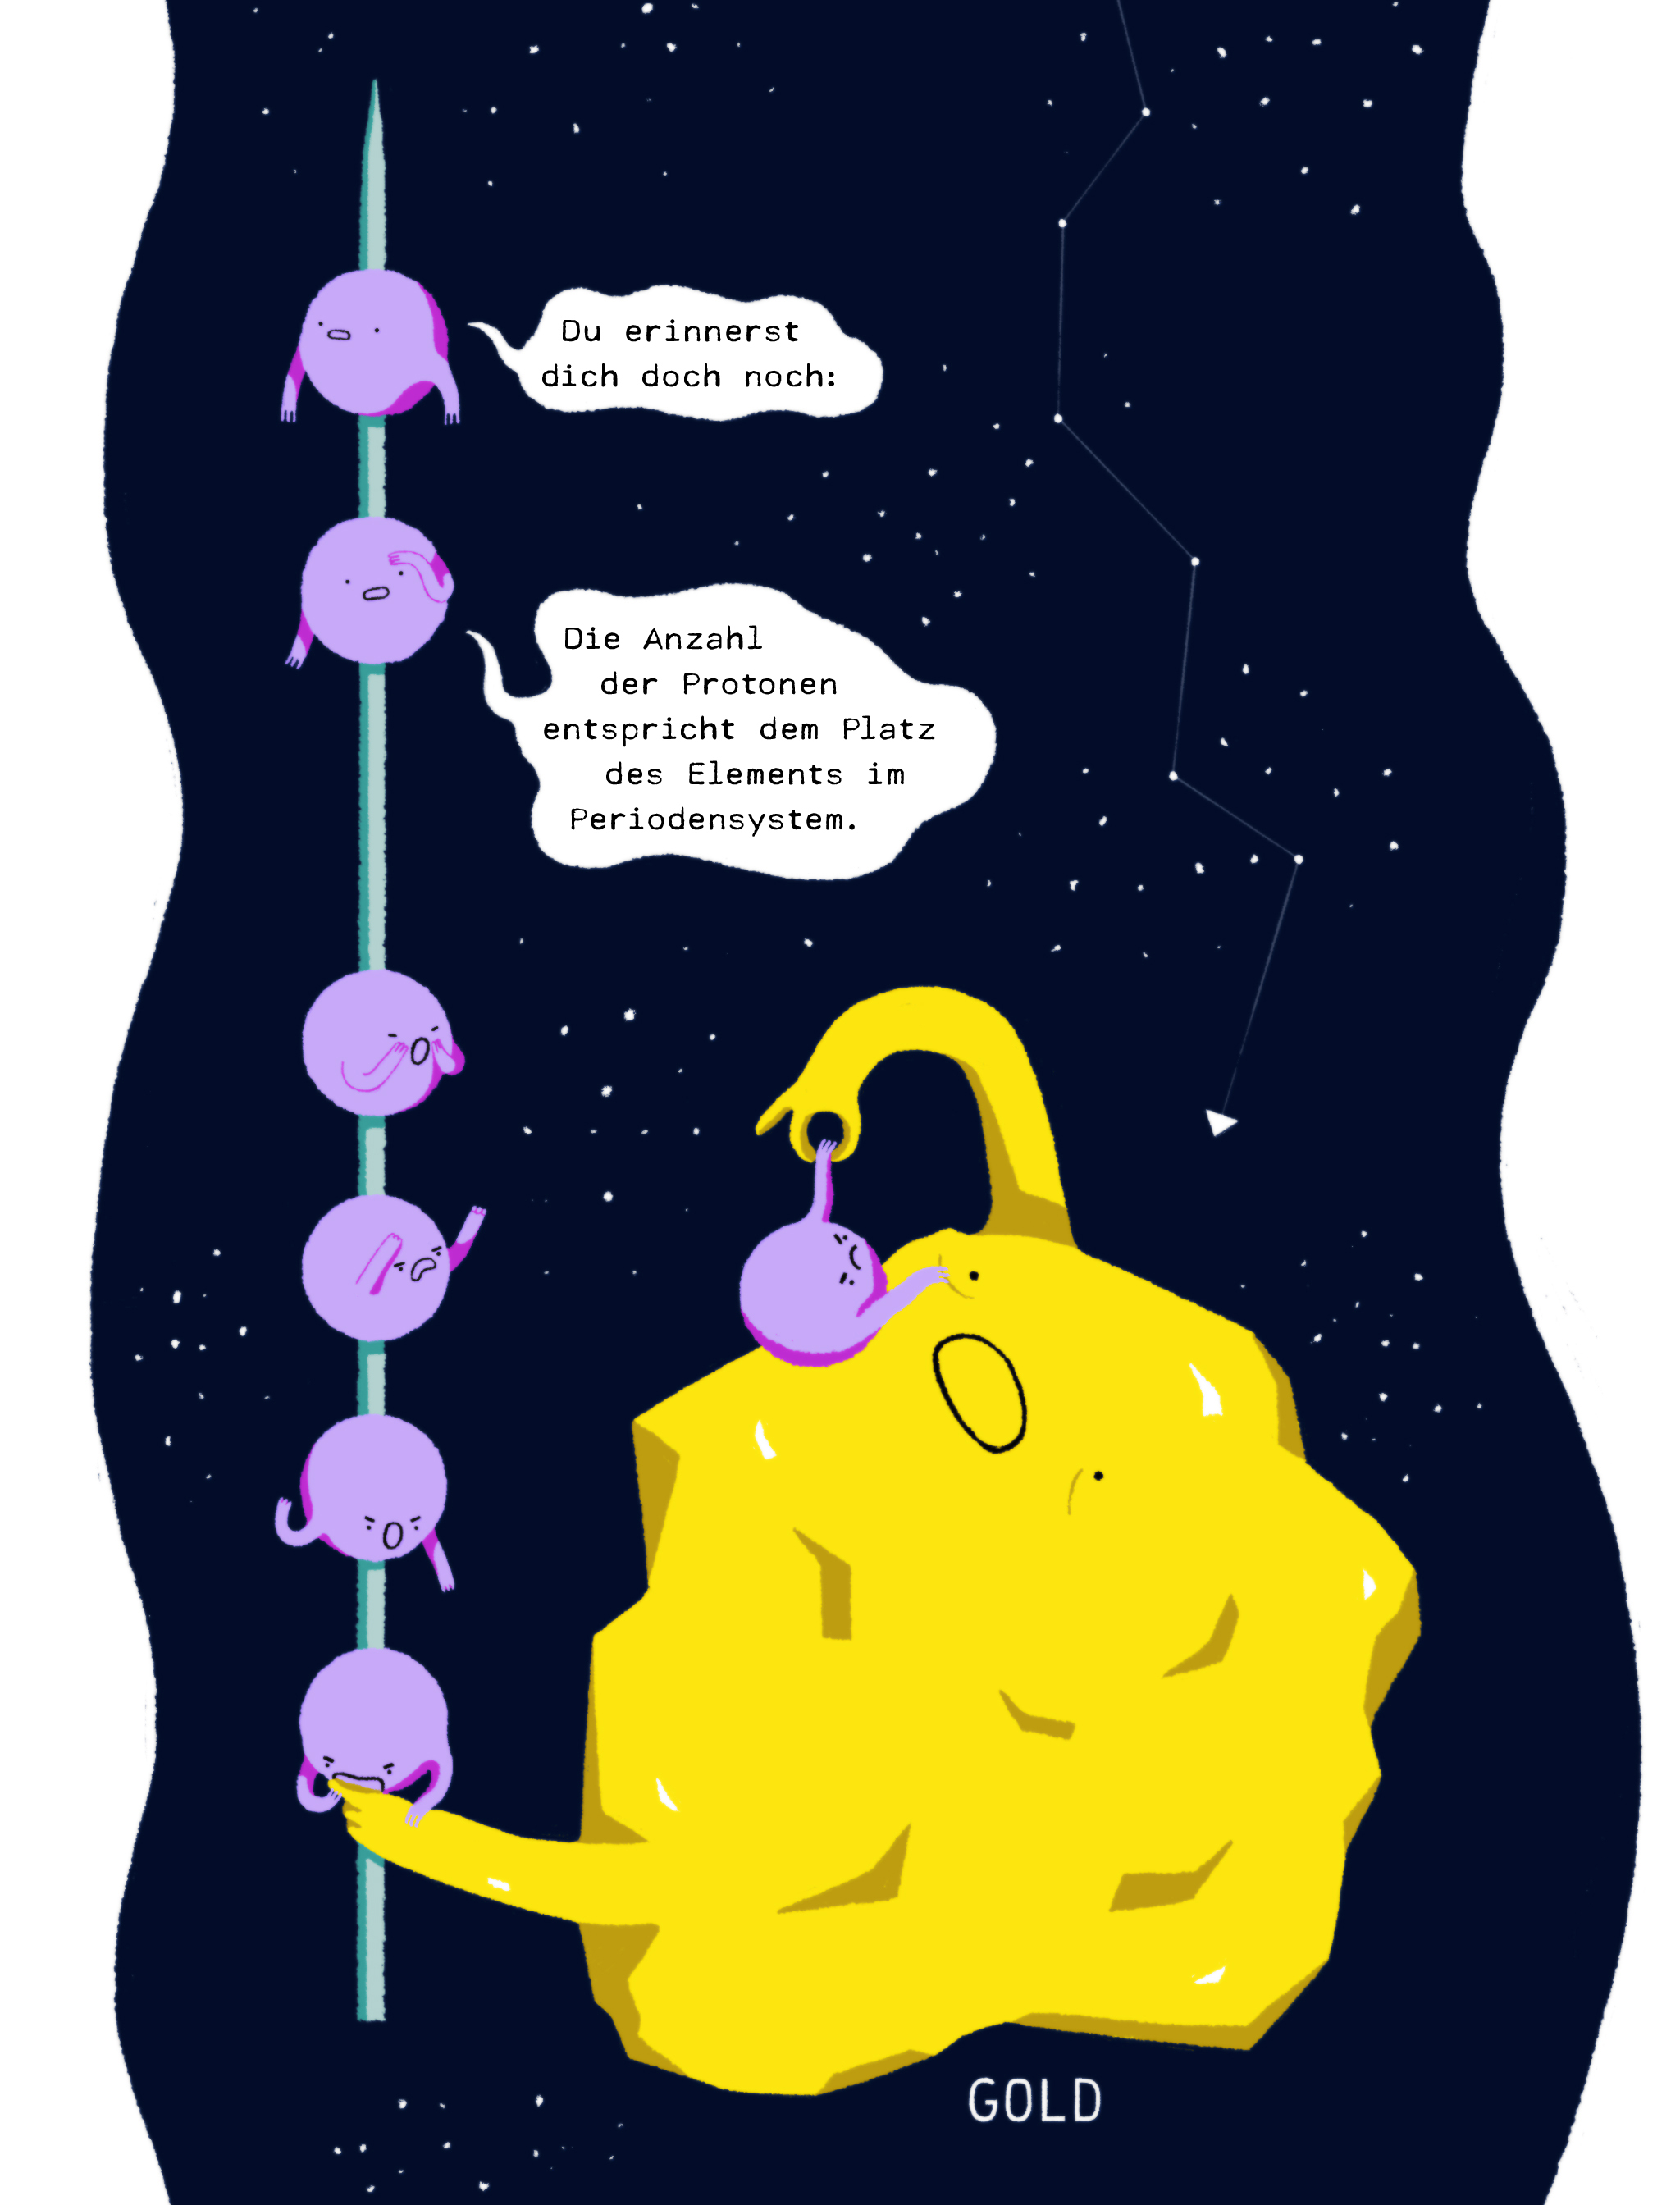 Du erinnerst
dich doch noch:
Die Anzahl
der Protonen
entspricht dem Platz
des Elements im
Periodensystem.
GOLD